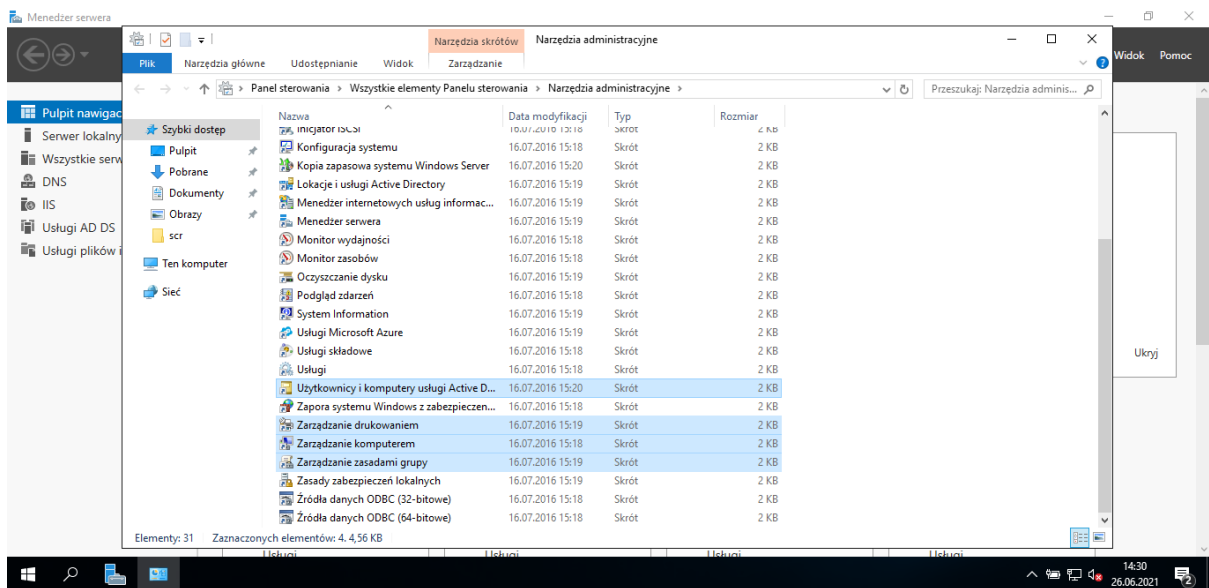 Menedżer serwera
Narzędzia skrótów
Narzędzia administracyjne
Plik
Narzędzia główne
Udostępnianie
Widok
Zarządzanie
Widok
Pomoc
Panel sterowania > Wszystkie elementy Panelu sterowania > Narzędzia administracyjne >
Przeszukaj: Narzędzia adminis...
Pulpit nawigac
Serwer lokalny
Wszystkie serw
DNS
IIS
Usługi AD DS
Usługi plików i
Szybki dostęp
Pulpit
Pobrane
Dokumenty
Obrazy
scr
Ten komputer
Sieć
Nazwa Data modyfikacji Typ Rozmiar
Inicjator iSCSI 16.07.2016 15:18 Skrót 2 KB
Konfiguracja systemu 16.07.2016 15:18 Skrót 2 KB
Kopia zapasowa systemu Windows Server 16.07.2016 15:20 Skrót 2 KB
Lokacje i usługi Active Directory 16.07.2016 15:19 Skrót 2 KB
Menedżer internetowych usług informac... 16.07.2016 15:19 Skrót 2 KB
Menedżer serwera 16.07.2016 15:19 Skrót 2 KB
Monitor wydajności 16.07.2016 15:18 Skrót 2 KB
Monitor zasobów 16.07.2016 15:18 Skrót 2 KB
Oczyszczanie dysku 16.07.2016 15:19 Skrót 2 KB
Podgląd zdarzeń 16.07.2016 15:18 Skrót 2 KB
System Information 16.07.2016 15:19 Skrót 2 KB
Usługi Microsoft Azure 16.07.2016 15:19 Skrót 2 KB
Usługi składowe 16.07.2016 15:18 Skrót 2 KB
Usługi 16.07.2016 15:18 Skrót 2 KB
Użytkownicy i komputery usługi Active D... 16.07.2016 15:20 Skrót 2 KB
Zapora systemu Windows z zabezpieczen... 16.07.2016 15:18 Skrót 2 KB
Zarządzanie drukowaniem 16.07.2016 15:19 Skrót 2 KB
Zarządzanie komputerem 16.07.2016 15:18 Skrót 2 KB
Zarządzanie zasadami grupy 16.07.2016 15:19 Skrót 2 KB
Zasady zabezpieczeń lokalnych 16.07.2016 15:19 Skrót 2 KB
Źródła danych ODBC (32-bitowe) 16.07.2016 15:18 Skrót 2 KB
Źródła danych ODBC (64-bitowe) 16.07.2016 15:18 Skrót 2 KB
Ukryj
Elementy: 31 Zaznaczonych elementów: 4. 4,56 KB
Usługi Usługi Usługi Usługi
14:30
26.06.2021
2